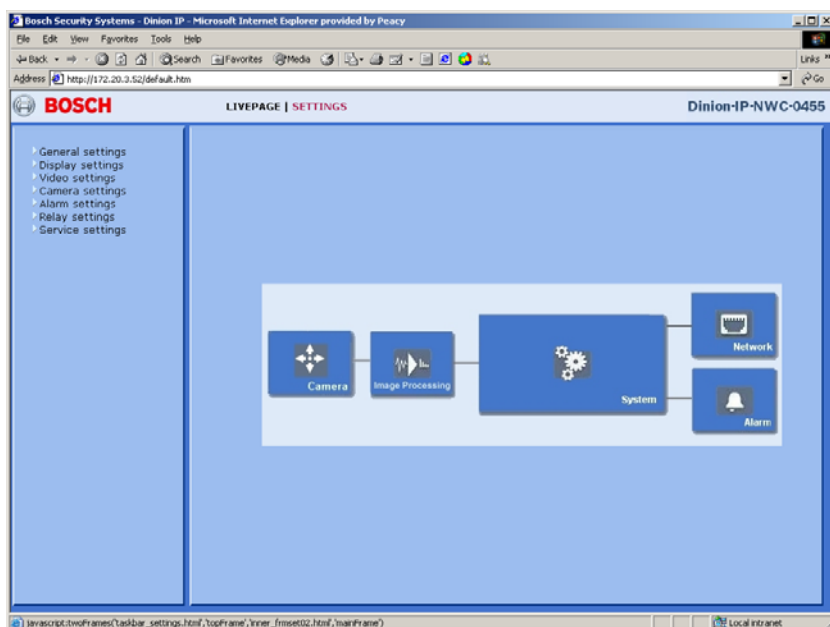 Bosch Security Systems - Dinion IP - Microsoft Internet Explorer provided by Peacy
File Edit View Favorites Tools Help
Back Search Favorites Media Links »
Address http://172.20.3.52/default.htm Go
BOSCH LIVEPAGE | SETTINGS Dinion-IP-NWC-0455
General settings
Display settings
Video settings
Camera settings
Alarm settings
Relay settings
Service settings
Network
Camera
Image Processing
System
Alarm
javascript:twoFrames('taskbar_settings.html','topFrame','inner_frmset02.html','mainFrame') Local intranet